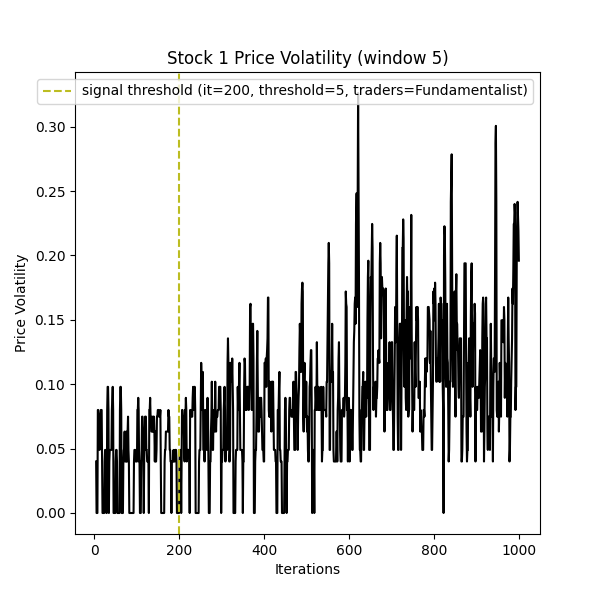 Stock 1 Price Volatility (window 5)
signal threshold (it=200, threshold=5, traders=Fundamentalist)
0.30
0.25
0.20
0.15
0.10
0.05
0.00
Price Volatility
0 200 400 600 800 1000
Iterations